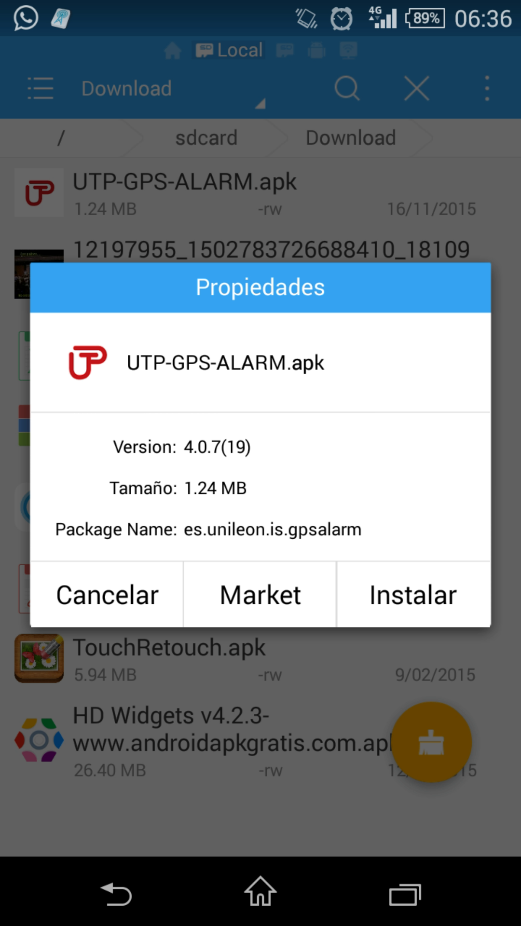 4G
89%
06:36
Local
Download
/
sdcard
Download
UTP-GPS-ALARM.apk
1.24 MB
-rw
16/11/2015
12197955_1502783726688410_18109
Propiedades
UTP
UTP-GPS-ALARM.apk
Version: 4.0.7(19)
Tamaño: 1.24 MB
Package Name: es.unileon.is.gpsalarm
Cancelar
Market
Instalar
TouchRetouch.apk
5.94 MB
-rw
9/02/2015
HD Widgets v4.2.3-
www.androidapkgratis.com.apk
26.40 MB
-rw